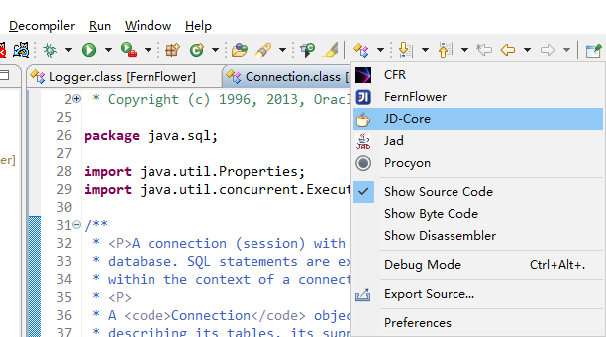 Decompiler Run Window Help
Logger.class [FernFlower] Connection.class [
2 * Copyright (c) 1996, 2013, Orac
25
26 package java.sql;
27
28 import java.util.Properties;
29 import java.util.concurrent.Execut
30
31 /**
32 * <P>A connection (session) with
33 * database. SQL statements are ex
34 * within the context of a connect
35 * <P>
36 * A <code>Connection</code> objec
37 * describing its tables, its supp
er]
CFR
FernFlower
JD-Core
JAD Jad
Procyon
Show Source Code
Show Byte Code
Show Disassembler
Debug Mode Ctrl+Alt+.
Export Source...
Preferences